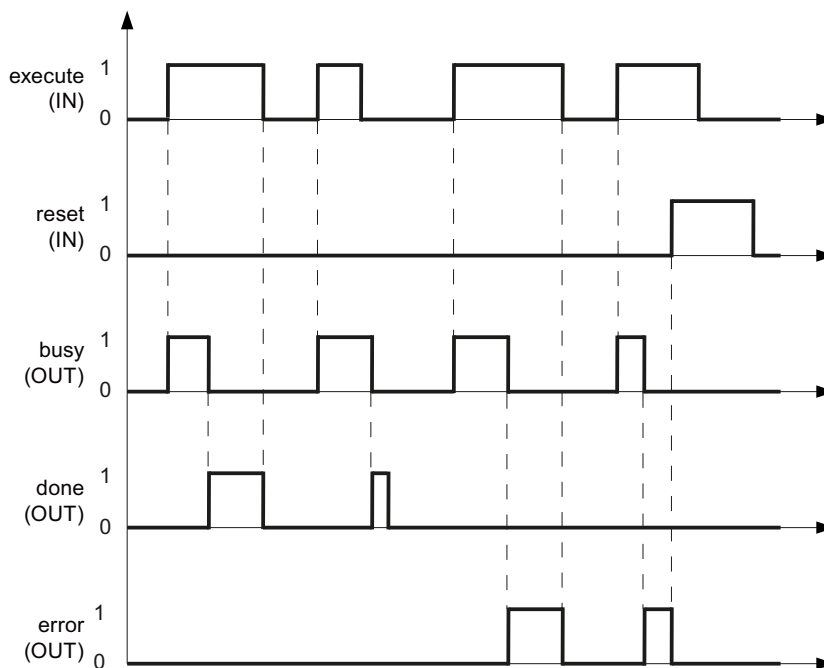 execute
(IN)
1
0
reset
(IN)
1
0
busy
(OUT)
1
0
done
(OUT)
1
0
error
(OUT)
1
0